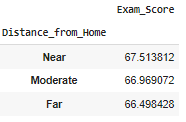 Exam_Score
Distance_from_Home
Near 67.513812
Moderate 66.969072
Far 66.498428